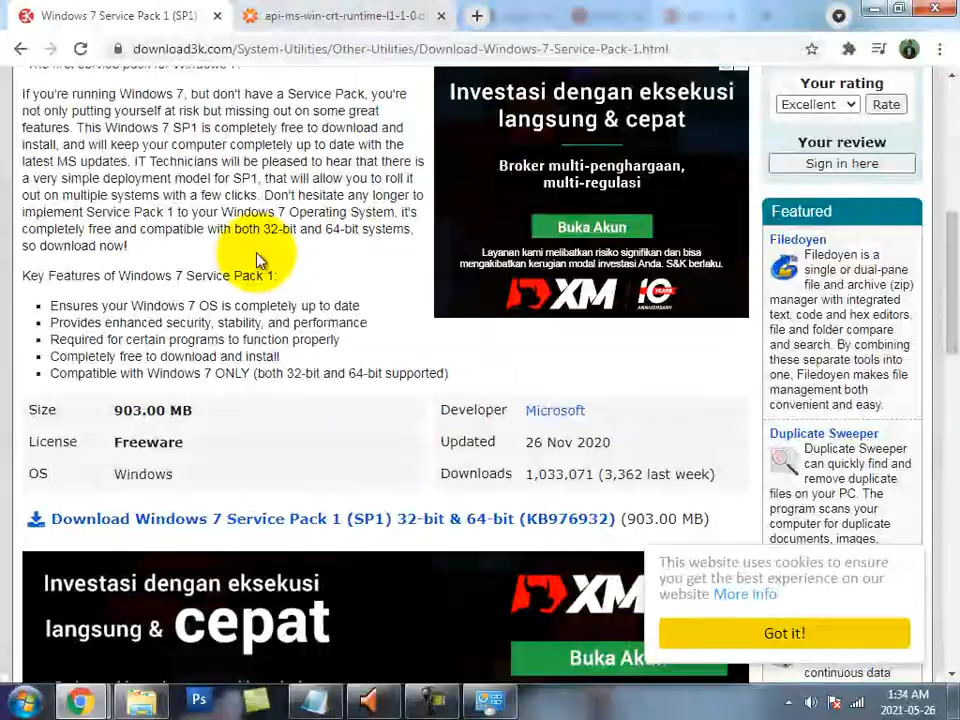 Windows 7 Service Pack 1 (SP1)
api-ms-win-crt-runtime-l1-1-0.d
download3k.com/System-Utilities/Other-Utilities/Download-Windows-7-Service-Pack-1.html
If you're running Windows 7, but don't have a Service Pack, you're
not only putting yourself at risk but missing out on some great
features. This Windows 7 SP1 is completely free to download and
install, and will keep your computer completely up to date with the
latest MS updates. IT Technicians will be pleased to hear that there is
a very simple deployment model for SP1, that will allow you to roll it
out on multiple systems with a few clicks. Don't hesitate any longer to
implement Service Pack 1 to your Windows 7 Operating System, it's
completely free and compatible with both 32-bit and 64-bit systems,
so download now!
Key Features of Windows 7 Service Pack 1:
Ensures your Windows 7 OS is completely up to date
Provides enhanced security, stability, and performance
Required for certain programs to function properly
Completely free to download and install
Compatible with Windows 7 ONLY (both 32-bit and 64-bit supported)
Investasi dengan eksekusi
langsung & cepat
Broker multi-penghargaan,
multi-regulasi
Buka Akun
Layanan kami melibatkan risiko signifikan dan bisa
mengakibatkan kerugian modal investasi Anda. S&K berlaku.
XM 10 YEARS
ANNIVERSARY
Size 903.00 MB
Developer Microsoft
License Freeware
Updated 26 Nov 2020
OS Windows
Downloads 1,033,071 (3,362 last week)
Download Windows 7 Service Pack 1 (SP1) 32-bit & 64-bit (KB976932) (903.00 MB)
Investasi dengan eksekusi
langsung & cepat
XM
Buka Ak
Your rating
Excellent Rate
Your review
Sign in here
Featured
Filedoyen
Filedoyen is a
single or dual-pane
file and archive (zip)
manager with integrated
text, code and hex editors,
file and folder compare
and search. By combining
these separate tools into
one, Filedoyen makes file
management both
convenient and easy.
Duplicate Sweeper
Duplicate Sweeper
can quickly find and
remove duplicate
files on your PC. The
program scans your
computer for duplicate
documents, images,
continuous data
This website uses cookies to ensure
you get the best experience on our
website More info
Got it!
Ps
1:34 AM
2021-05-26